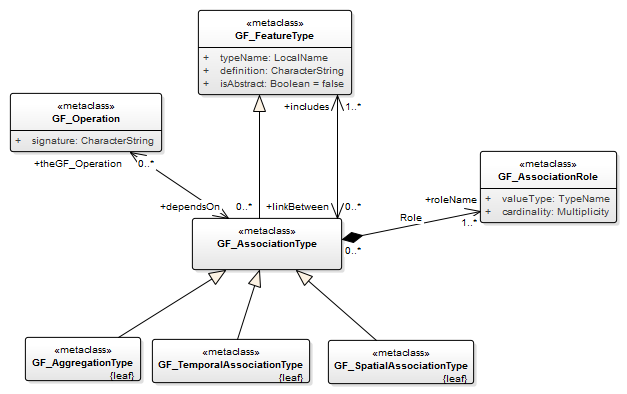 «metaclass»
GF_FeatureType
+ typeName: LocalName
+ definition: CharacterString
+ isAbstract: Boolean = false
«metaclass»
GF_Operation
+ signature: CharacterString
+includes 1..*
+theGF_Operation 0..*
«metaclass»
GF_AssociationRole
+ valueType: TypeName
+ cardinality: Multiplicity
+roleName
+dependsOn 0..* +linkBetween 0..*
Role 1..*
«metaclass»
GF_AssociationType
0..*
«metaclass»
GF_AggregationType
{leaf}
«metaclass»
GF_TemporalAssociationType
{leaf}
«metaclass»
GF_SpatialAssociationType
{leaf}